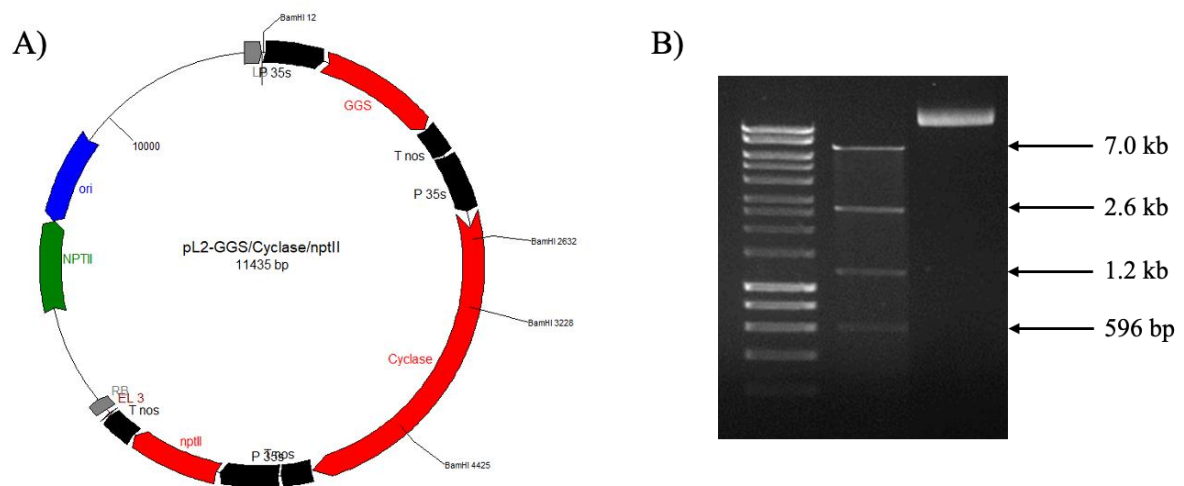 A)
B)
BamHI 12
LB
P 35s
GGS
T nos
P 35s
10000
ori
NPTII
pL2-GGS/Cyclase/nptII
11435 bp
BamHI 2632
BamHI 3228
Cyclase
BamHI 4425
T nos
P 35s
nptII
T nos
EL 3
RB
7.0 kb
2.6 kb
1.2 kb
596 bp